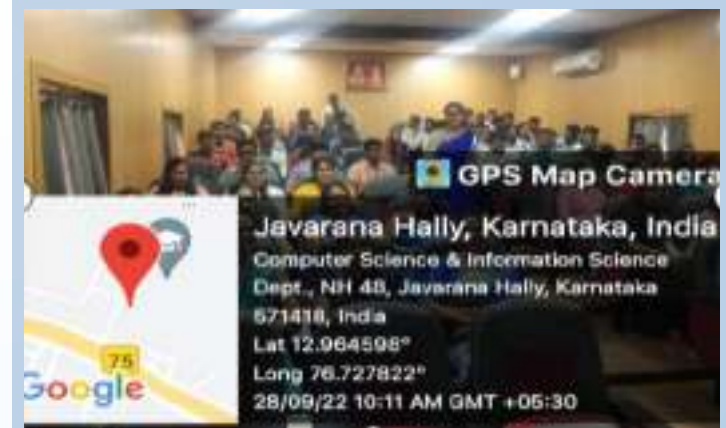 GPS Map Camera
Javarana Hally, Karnataka, India
Computer Science & Information Science
Dept., NH 48, Javarana Hally, Karnataka
571418, India
Lat 12.964598°
Long 76.727822°
28/09/22 10:11 AM GMT +05:30
75
Google